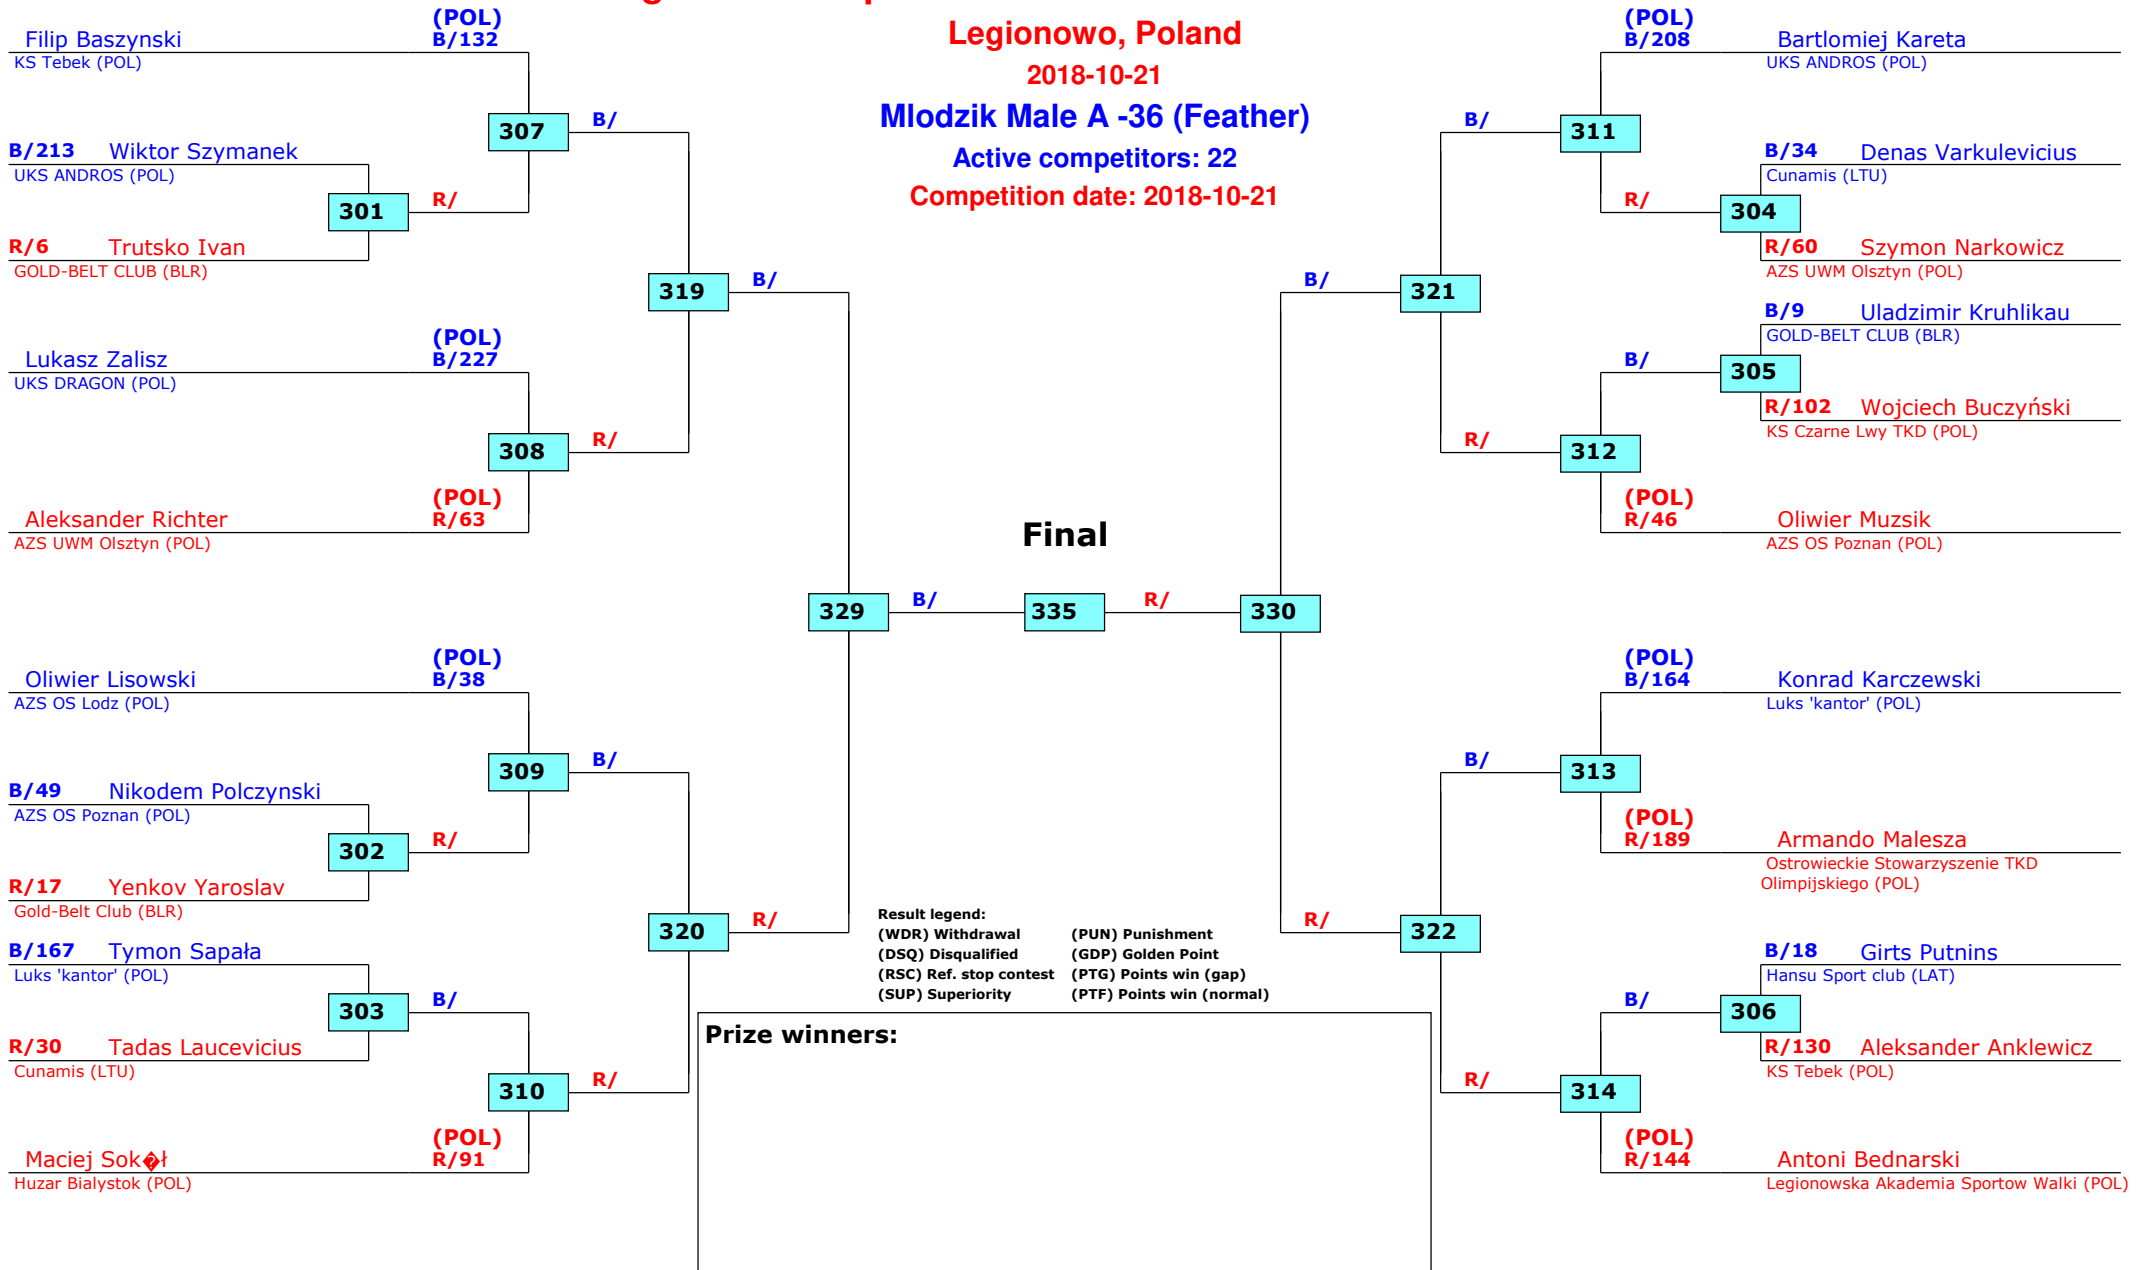 Legionowo, Poland
2018-10-21
Mlodzik Male A -36 (Feather)
Active competitors: 22
Competition date: 2018-10-21
(POL)
Filip Baszynski B/132
KS Tebek (POL)
307 B/
B/213 Wiktor Szymanek
UKS ANDROS (POL)
301 R/
R/6 Trutsko Ivan
GOLD-BELT CLUB (BLR)
319 B/
(POL)
Lukasz Zalisz B/227
UKS DRAGON (POL)
308 R/
(POL)
Aleksander Richter R/63
AZS UWM Olsztyn (POL)
Final
329 B/ 335 R/ 330
(POL)
Oliwier Lisowski B/38
AZS OS Lodz (POL)
309 B/
B/49 Nikodem Polczynski
AZS OS Poznan (POL)
302 R/
R/17 Yenkov Yaroslav
Gold-Belt Club (BLR)
320 R/
B/167 Tymon Sapała
Luks 'kantor' (POL)
303 B/
R/30 Tadas Laucevicius
Cunamis (LTU)
310 R/
(POL)
Maciej Sok�ł R/91
Huzar Bialystok (POL)
(POL)
B/208 Bartlomiej Kareta
UKS ANDROS (POL)
B/ 311
B/34 Denas Varkulevicius
Cunamis (LTU)
R/ 304
R/60 Szymon Narkowicz
AZS UWM Olsztyn (POL)
B/ 321
B/9 Uladzimir Kruhlikau
GOLD-BELT CLUB (BLR)
B/ 305
R/102 Wojciech Buczyński
KS Czarne Lwy TKD (POL)
R/ 312
(POL)
R/46 Oliwier Muzsik
AZS OS Poznan (POL)
(POL)
B/164 Konrad Karczewski
Luks 'kantor' (POL)
B/ 313
(POL)
R/189 Armando Malesza
Ostrowieckie Stowarzyszenie TKD
Olimpijskiego (POL)
R/ 322
B/18 Girts Putnins
Hansu Sport club (LAT)
B/ 306
R/130 Aleksander Anklewicz
KS Tebek (POL)
R/ 314
(POL)
R/144 Antoni Bednarski
Legionowska Akademia Sportow Walki (POL)
Result legend:
(WDR) Withdrawal (PUN) Punishment
(DSQ) Disqualified (GDP) Golden Point
(RSC) Ref. stop contest (PTG) Points win (gap)
(SUP) Superiority (PTF) Points win (normal)
Prize winners: